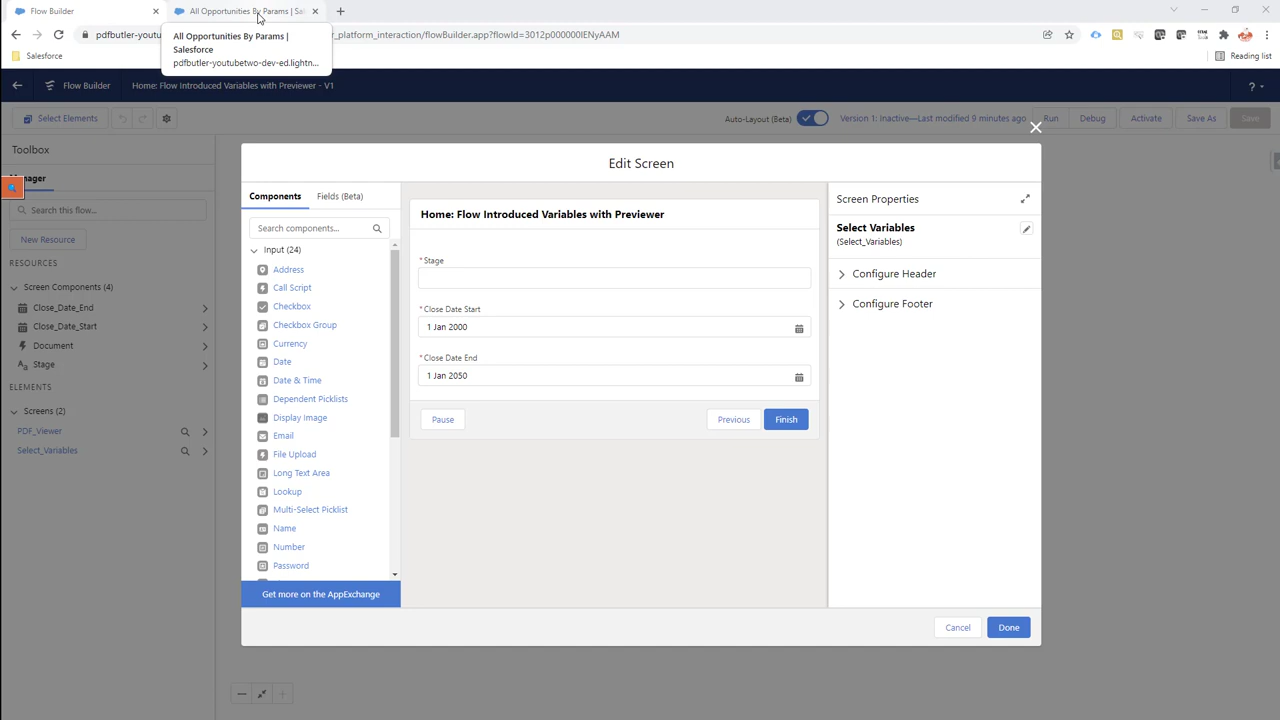 Flow Builder
All Opportunities By Params | Sal
pdfbutler-youtu
r_platform_interaction/flowBuilder.app?flowId=3012p000000IENyAAM
All Opportunities By Params |
Salesforce
pdfbutler-youtubetwo-dev-ed.lightn...
Salesforce
Reading list
Flow Builder
Home: Flow Introduced Variables with Previewer - V1
?
Select Elements
Auto-Layout (Beta)
Version 1: Inactive—Last modified 9 minutes ago
Run
Debug
Activate
Save As
Save
Toolbox
Manager
Search this flow...
New Resource
RESOURCES
Screen Components (4)
Close_Date_End
Close_Date_Start
Document
Stage
ELEMENTS
Screens (2)
PDF_Viewer
Select_Variables
Edit Screen
Components
Fields (Beta)
Search components...
Input (24)
Address
Call Script
Checkbox
Checkbox Group
Currency
Date
Date & Time
Dependent Picklists
Display Image
Email
File Upload
Long Text Area
Lookup
Multi-Select Picklist
Name
Number
Password
Get more on the AppExchange
Home: Flow Introduced Variables with Previewer
*Stage
*Close Date Start
1 Jan 2000
*Close Date End
1 Jan 2050
Pause
Previous
Finish
Screen Properties
Select Variables
(Select_Variables)
Configure Header
Configure Footer
Cancel
Done